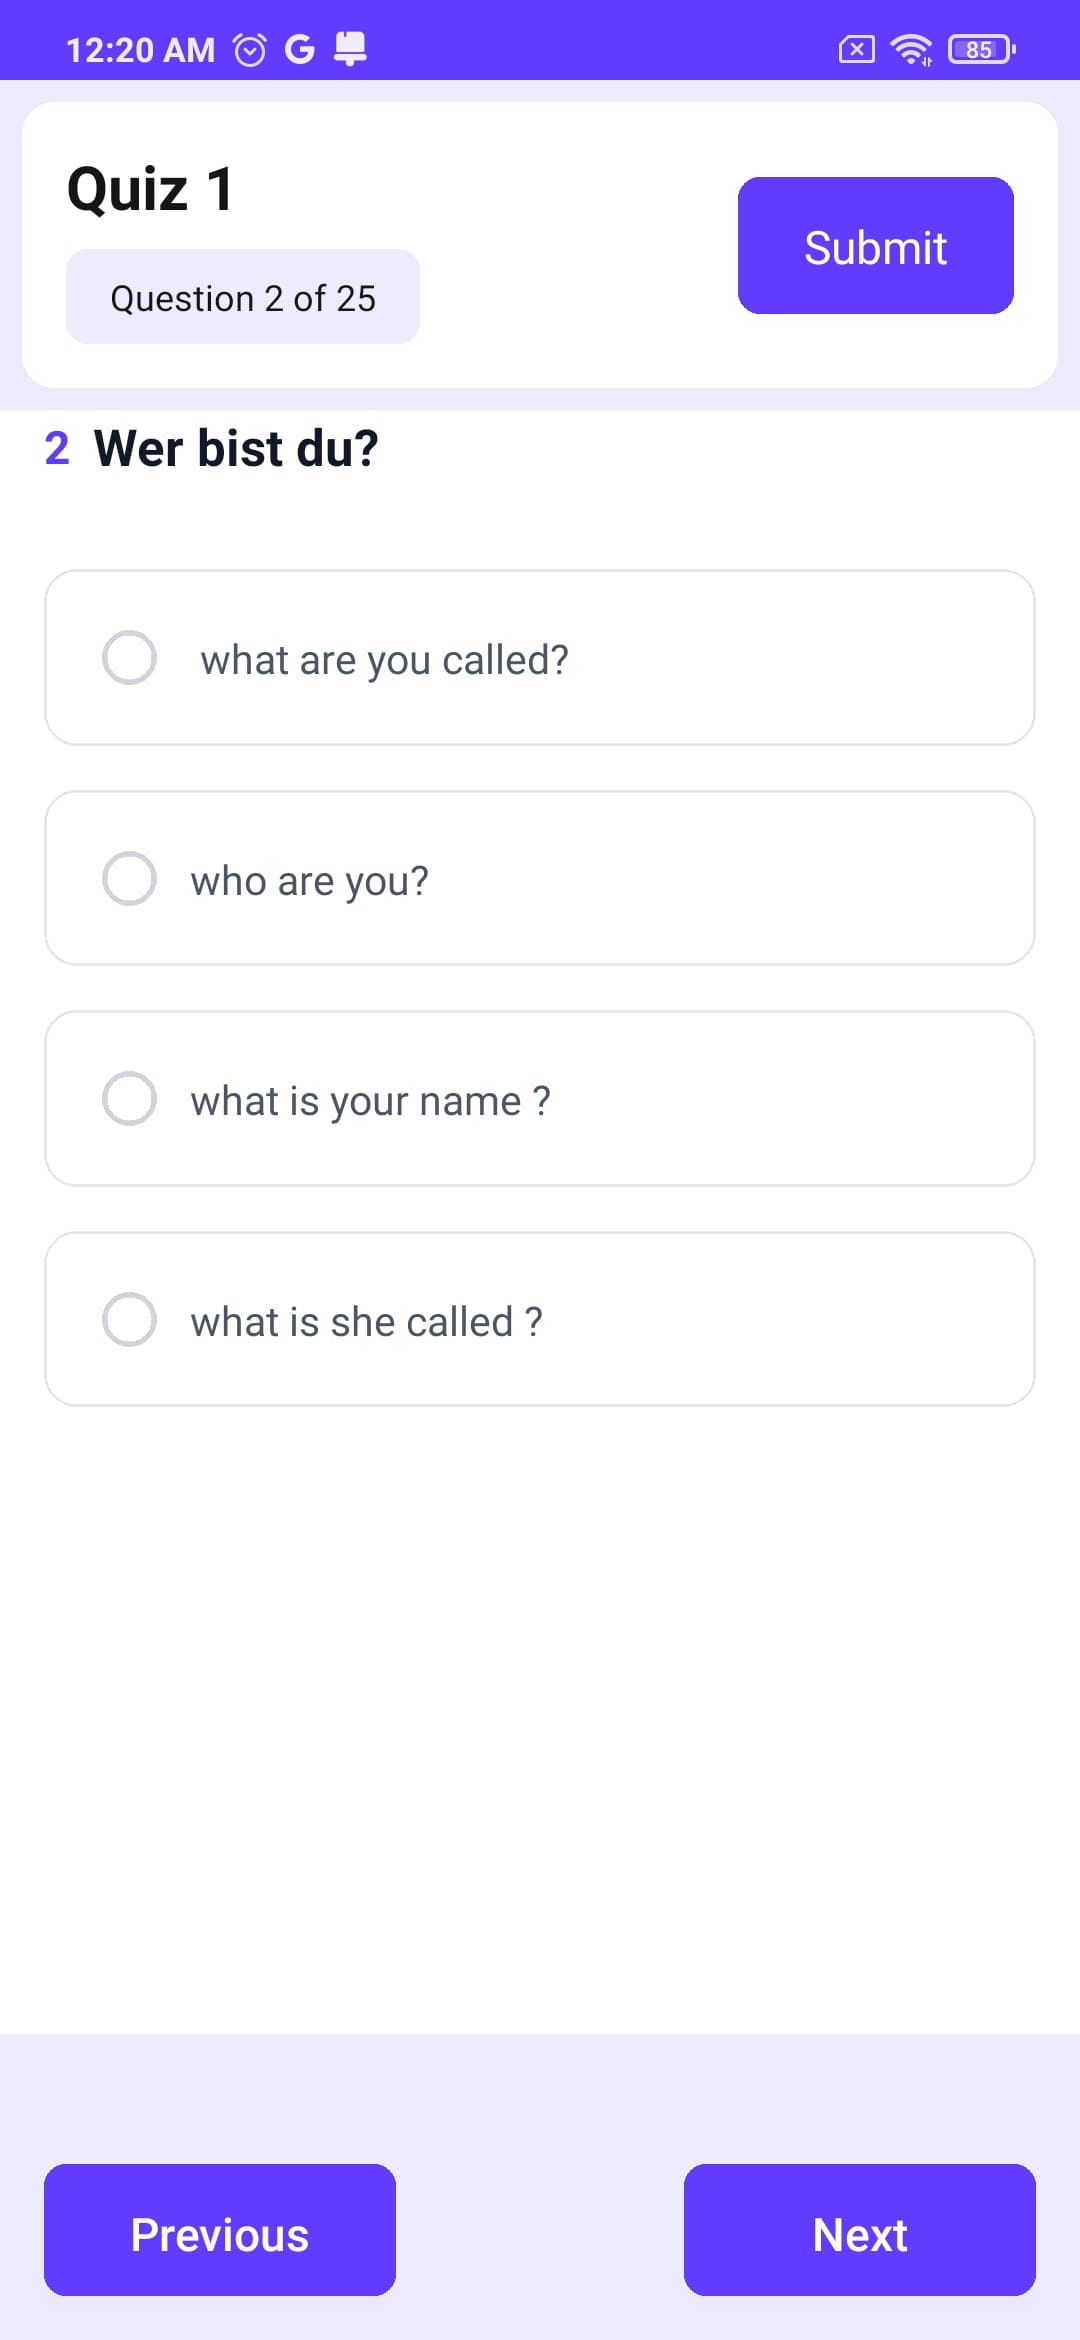 12:20 AM
85
Quiz 1
Submit
Question 2 of 25
2 Wer bist du?
what are you called?
who are you?
what is your name ?
what is she called ?
Previous
Next